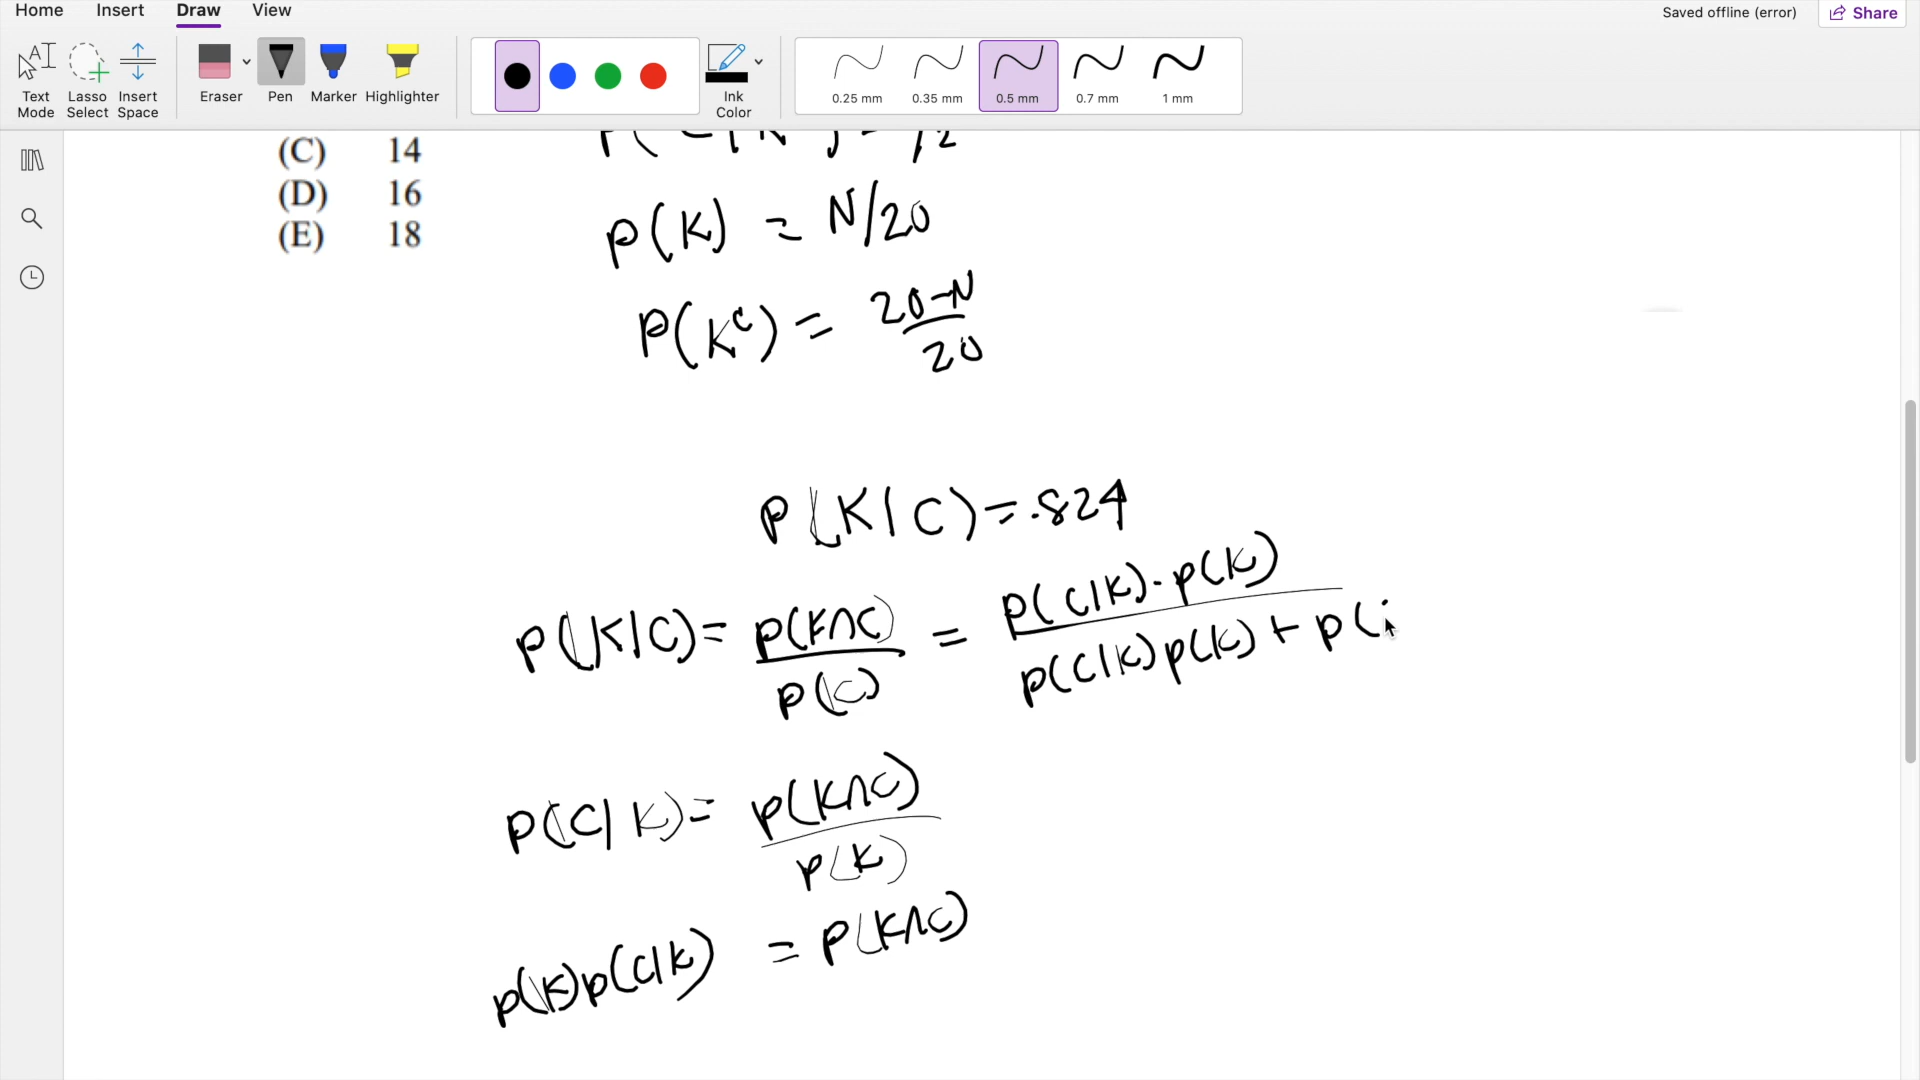 Home Insert Draw View
Saved offline (error) Share
Text Mode
Lasso Select
Insert Space
Eraser
Pen
Marker
Highlighter
Ink Color
0.25 mm 0.35 mm 0.5 mm 0.7 mm 1 mm
(C) 14
(D) 16
(E) 18
P(K) = N/20
P(K^C) = 20-N / 20
P(K|C) = .824
P(K|C) = P(K∩C) / P(C) = P(C|K)·P(K) / P(C|K)P(K) + P(
P(C|K) = P(K∩C) / P(K)
P(K)P(C|K) = P(K∩C)